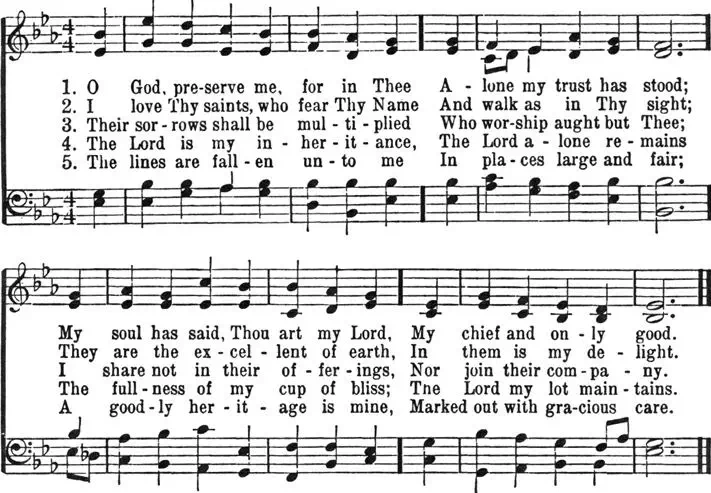 4
4
1. O God, pre-serve me, for in Thee A - lone my trust has stood;
2. I love Thy saints, who fear Thy Name And walk as in Thy sight;
3. Their sor-rows shall be mul-ti-plied Who wor-ship aught but Thee;
4. The Lord is my in-her-it-ance, The Lord a-lone re-mains
5. The lines are fall-en un-to me In pla-ces large and fair;
4
4
My soul has said, Thou art my Lord, My chief and on-ly good.
They are the ex-cel-lent of earth, In them is my de-light.
I share not in their of-fer-ings, Nor join their com-pa-ny.
The full-ness of my cup of bliss; Tne Lord my lot main-tains.
A good-ly her-it-age is mine, Marked out with gra-cious care.